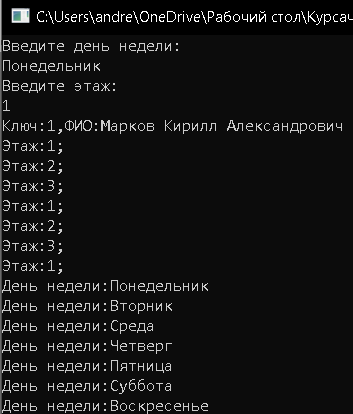 C:\Users\andre\OneDrive\Рабочий стол\Курсач
Введите день недели:
Понедельник
Введите этаж:
1
Ключ:1,ФИО:Марков Кирилл Александрович
Этаж:1;
Этаж:2;
Этаж:3;
Этаж:1;
Этаж:2;
Этаж:3;
Этаж:1;
День недели:Понедельник
День недели:Вторник
День недели:Среда
День недели:Четверг
День недели:Пятница
День недели:Суббота
День недели:Воскресенье